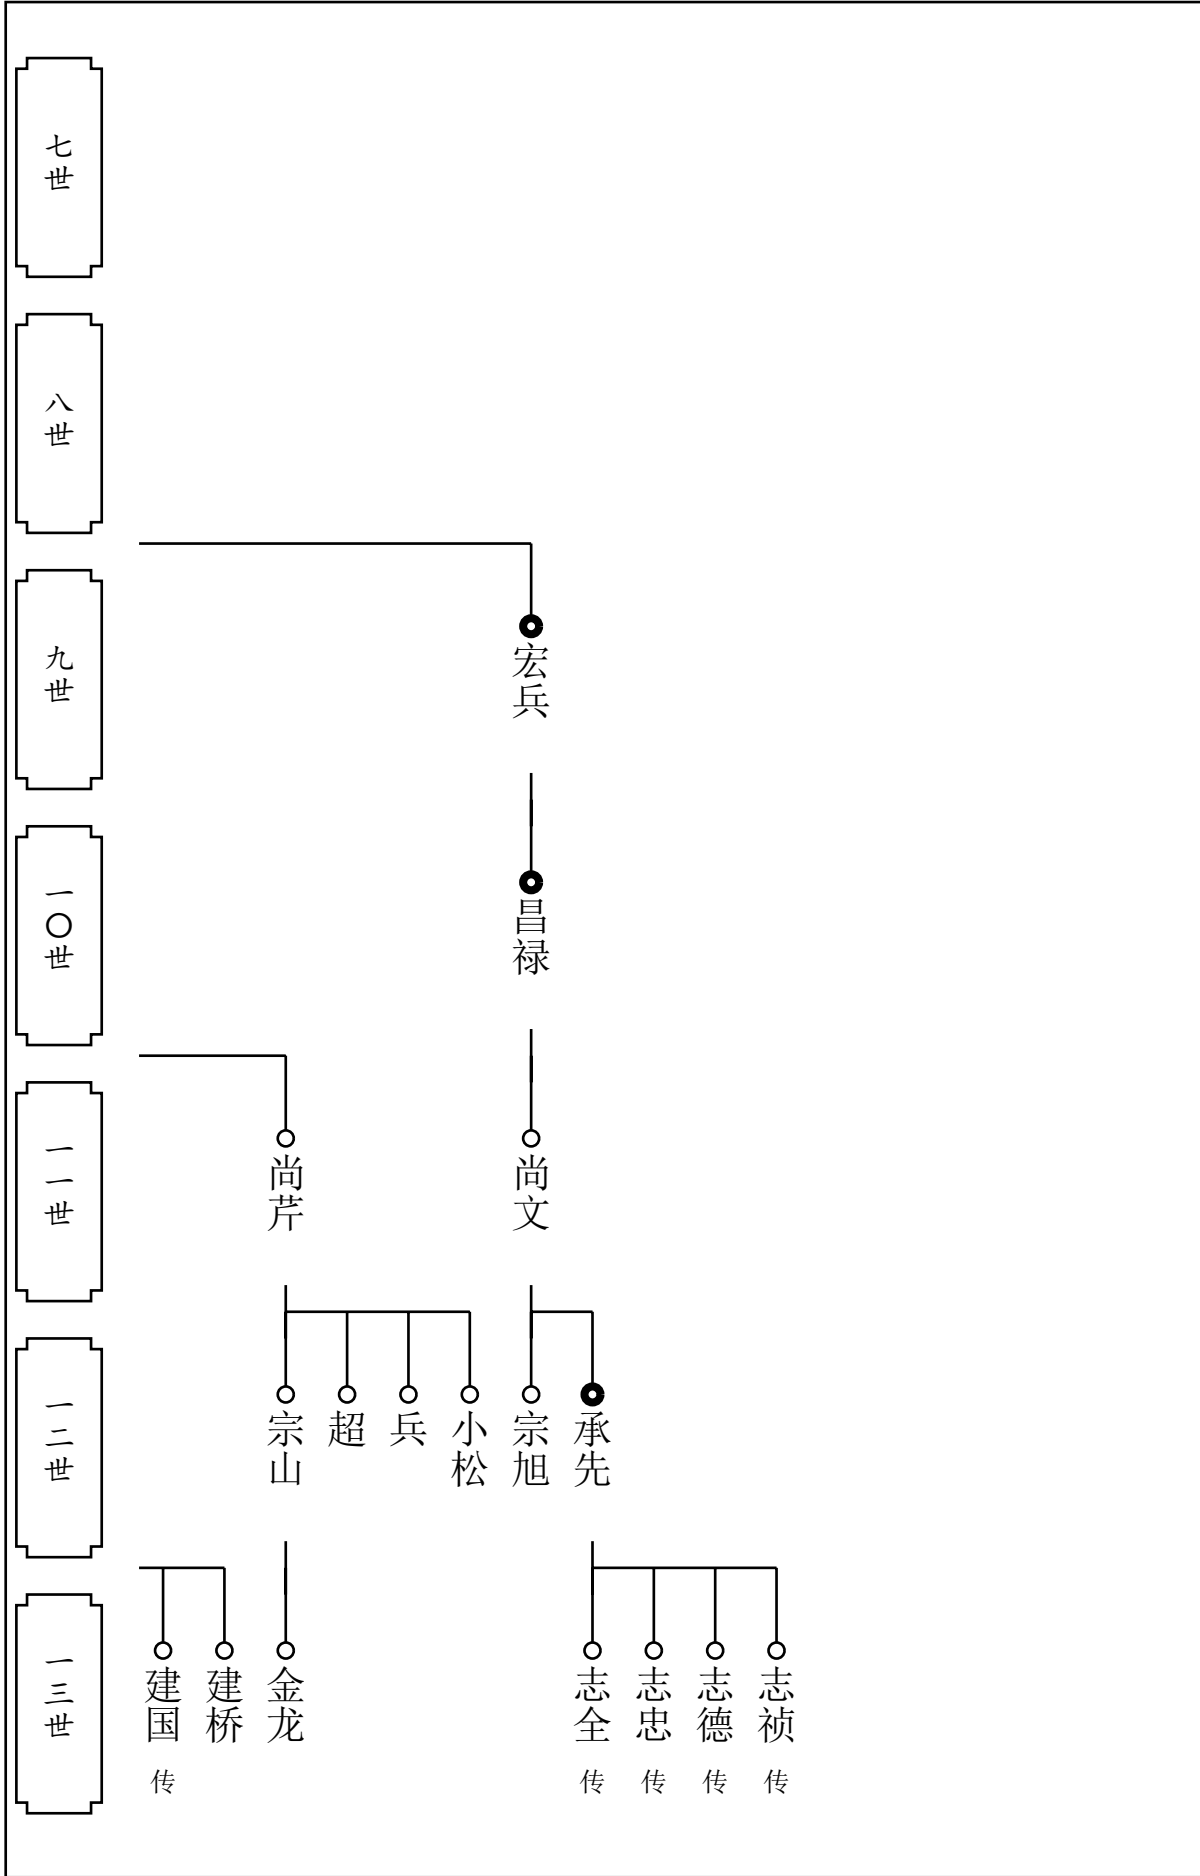 七世
八世
九世
宏兵
一〇世
昌禄
一一世
尚芹
尚文
一二世
宗山
超
兵
小松
宗旭
承先
一三世
建国
传
建桥
金龙
志全
传
志忠
传
志德
传
志祯
传